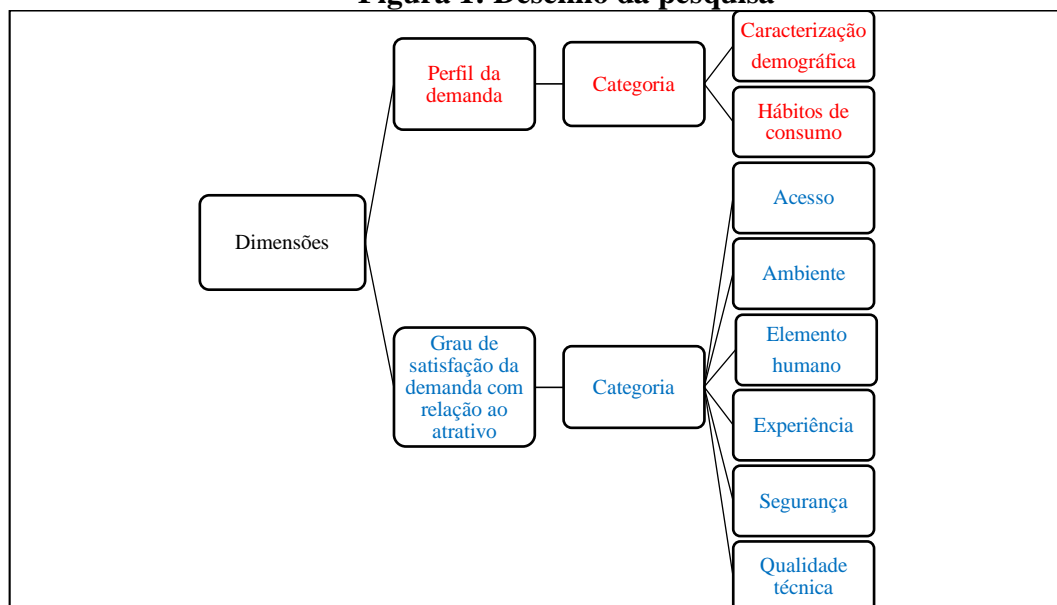 Figura 1: Desenho da pesquisa
Dimensões
Perfil da
demanda
Categoria
Caracterização
demográfica
Hábitos de
consumo
Grau de
satisfação da
demanda com
relação ao
atrativo
Categoria
Acesso
Ambiente
Elemento
humano
Experiência
Segurança
Qualidade
técnica